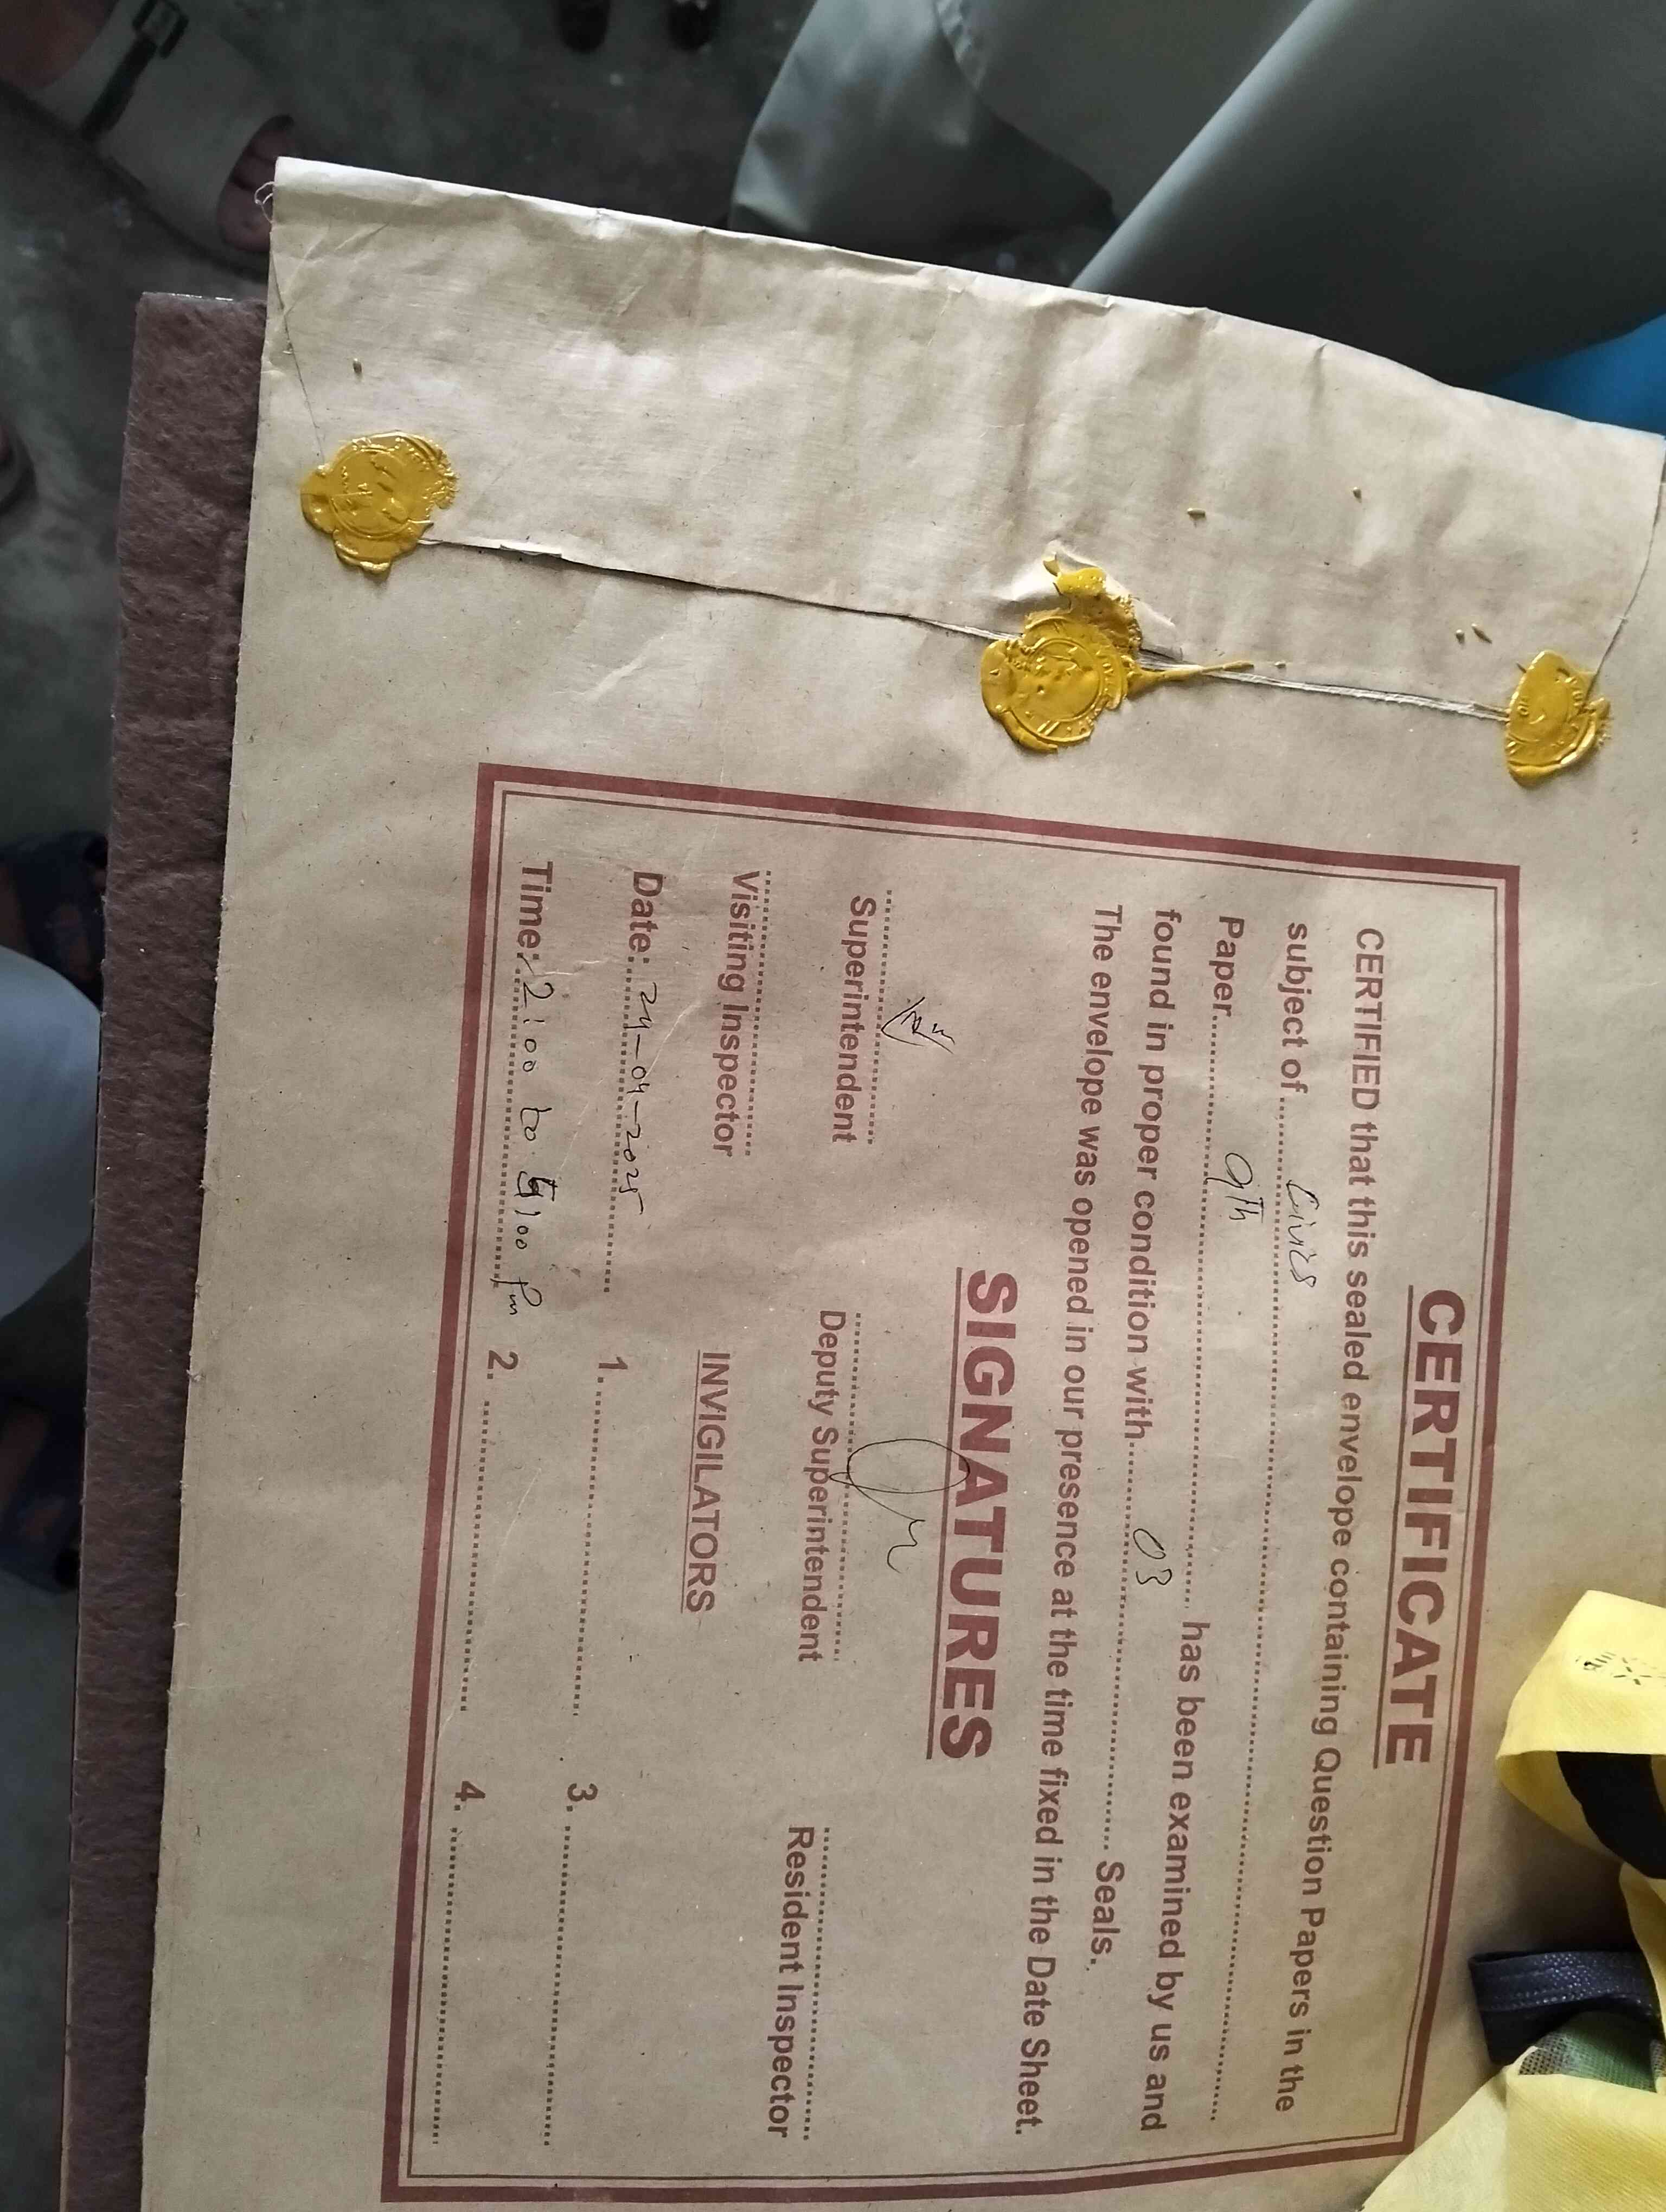 CERTIFICATE
CERTIFIED that this sealed envelope containing Question Papers in the
subject of Civics
Paper 9th has been examined by us and
found in proper condition with 03 Seals.
The envelope was opened in our presence at the time fixed in the Date Sheet.
SIGNATURES
Superintendent Deputy Superintendent Resident Inspector
Visiting Inspector INVIGILATORS
Date: 24-04-2025 1. 3.
Time: 2:00 to 5:00 Pm 2. 4.